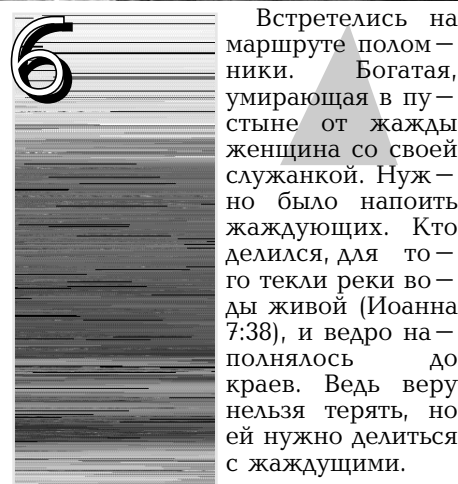 6
Встретелись на
маршруте полом–
ники. Богатая,
умирающая в пу–
стыне от жажды
женщина со своей
служанкой. Нуж–
но было напоить
жаждующих. Кто
делился, для то–
го текли реки во–
ды живой (Иоанна
7:38), и ведро на–
полнялось до
краев. Ведь веру
нельзя терять, но
ей нужно делиться
с жаждущими.